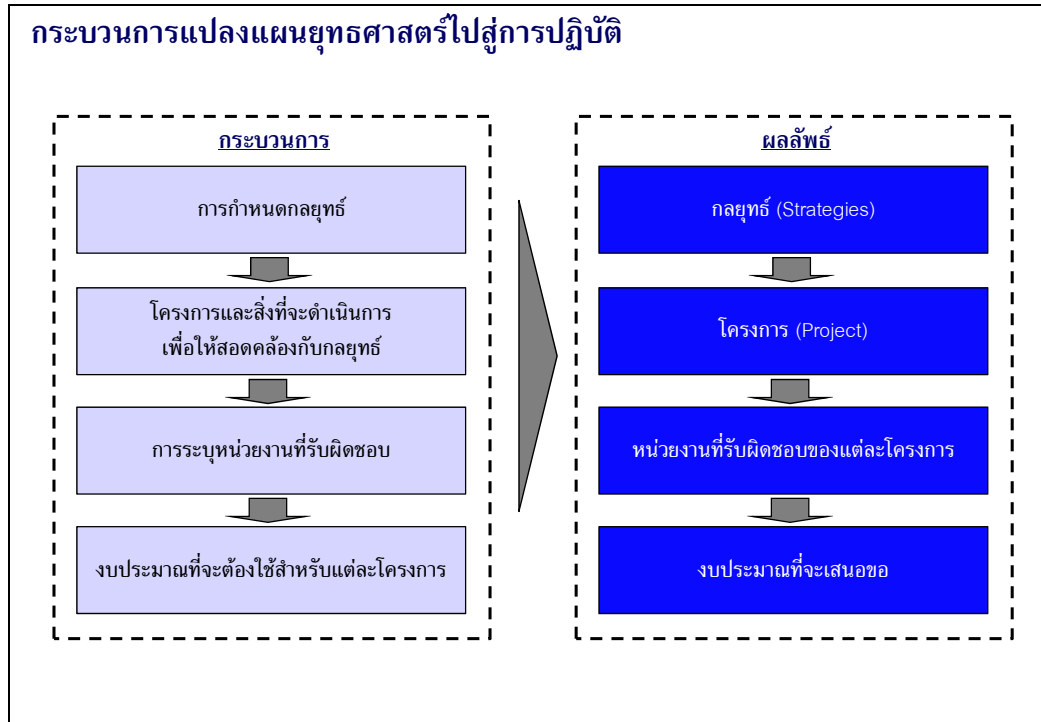 กระบวนการแปลงแผนยุทธศาสตร์ไปสู่การปฏิบัติ
กระบวนการ
การกำหนดกลยุทธ์
โครงการและสิ่งที่จะดำเนินการ
เพื่อให้สอดคล้องกับกลยุทธ์
การระบุหน่วยงานที่รับผิดชอบ
งบประมาณที่จะต้องใช้สำหรับแต่ละโครงการ
ผลลัพธ์
กลยุทธ์ (Strategies)
โครงการ (Project)
หน่วยงานที่รับผิดชอบของแต่ละโครงการ
งบประมาณที่จะเสนอขอ